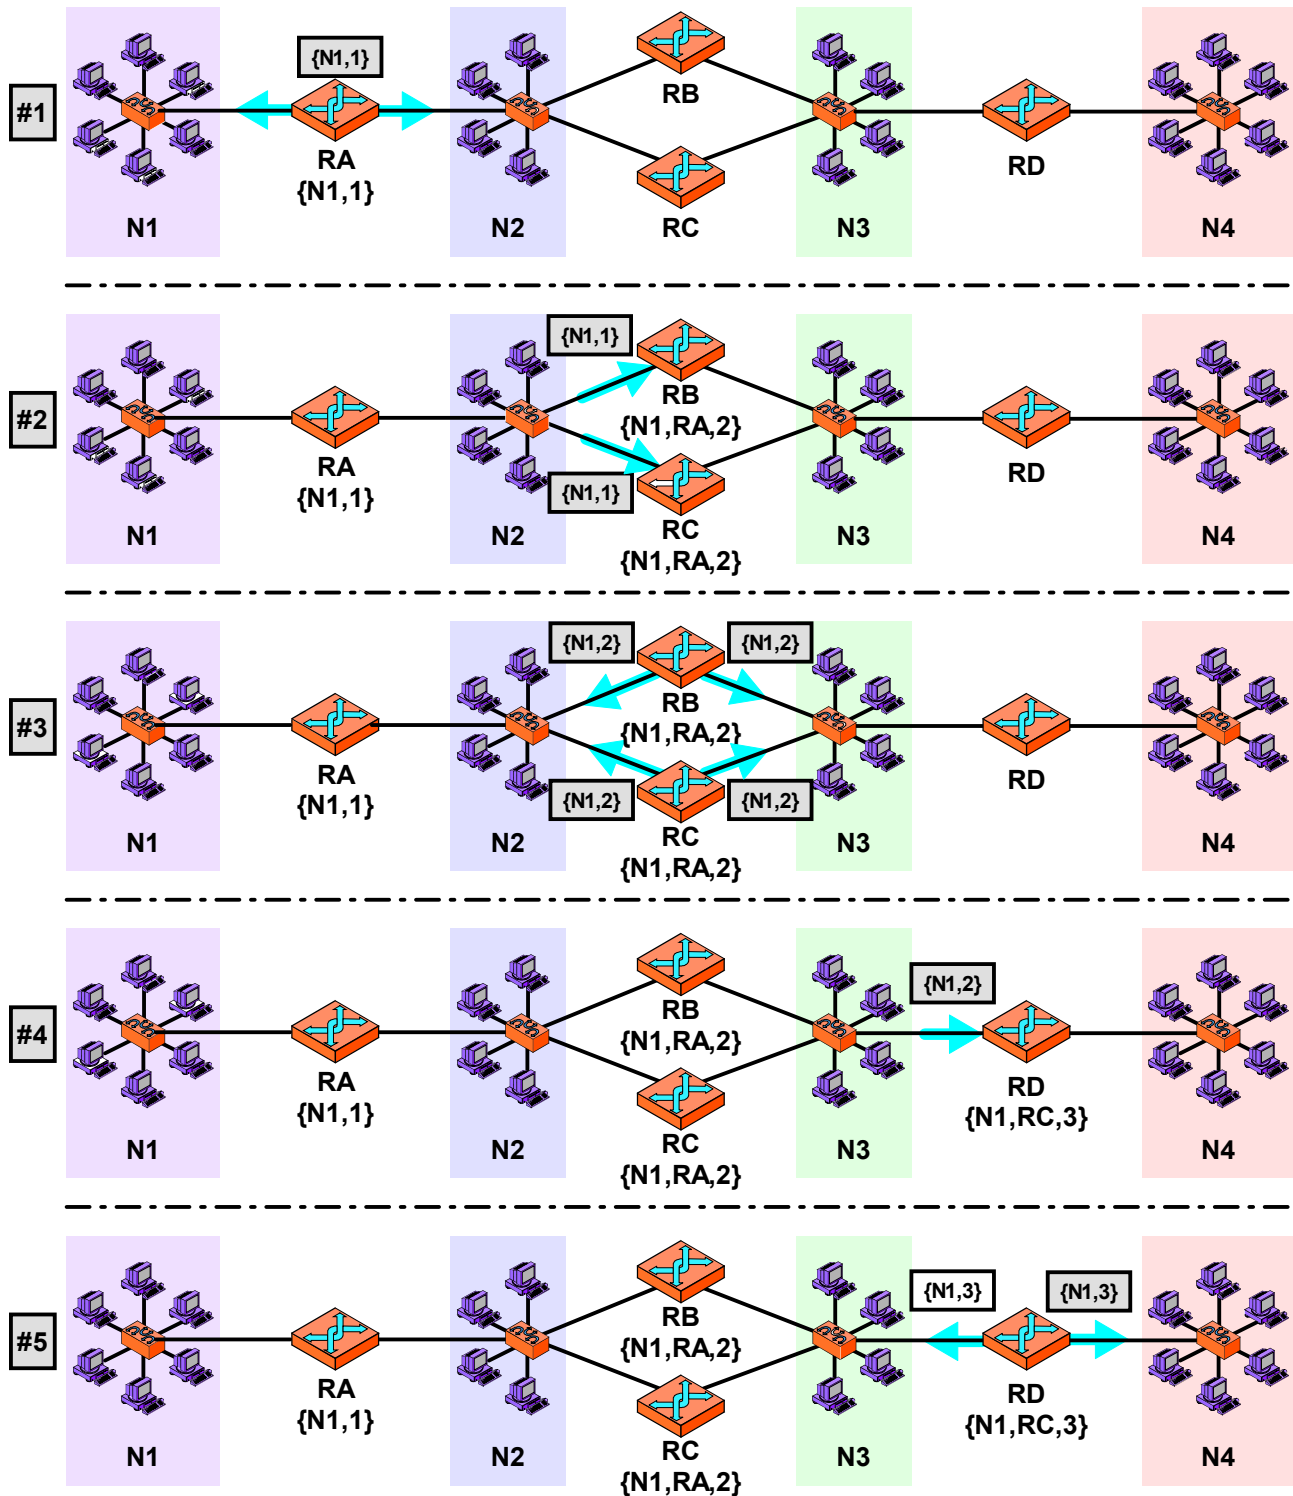 {N1,1}
#1
RB
RA
{N1,1}
RD
N1
N2
RC
N3
N4
{N1,1}
#2
RB
{N1,RA,2}
RA
{N1,1}
{N1,1}
RD
N1
N2
RC
{N1,RA,2}
N3
N4
{N1,2}
{N1,2}
#3
RB
{N1,RA,2}
RA
{N1,1}
{N1,2}
{N1,2}
RD
N1
N2
RC
{N1,RA,2}
N3
N4
{N1,2}
#4
RB
{N1,RA,2}
RA
{N1,1}
RD
{N1,RC,3}
N1
N2
RC
{N1,RA,2}
N3
N4
{N1,3}
{N1,3}
#5
RB
{N1,RA,2}
RA
{N1,1}
RD
{N1,RC,3}
N1
N2
RC
{N1,RA,2}
N3
N4